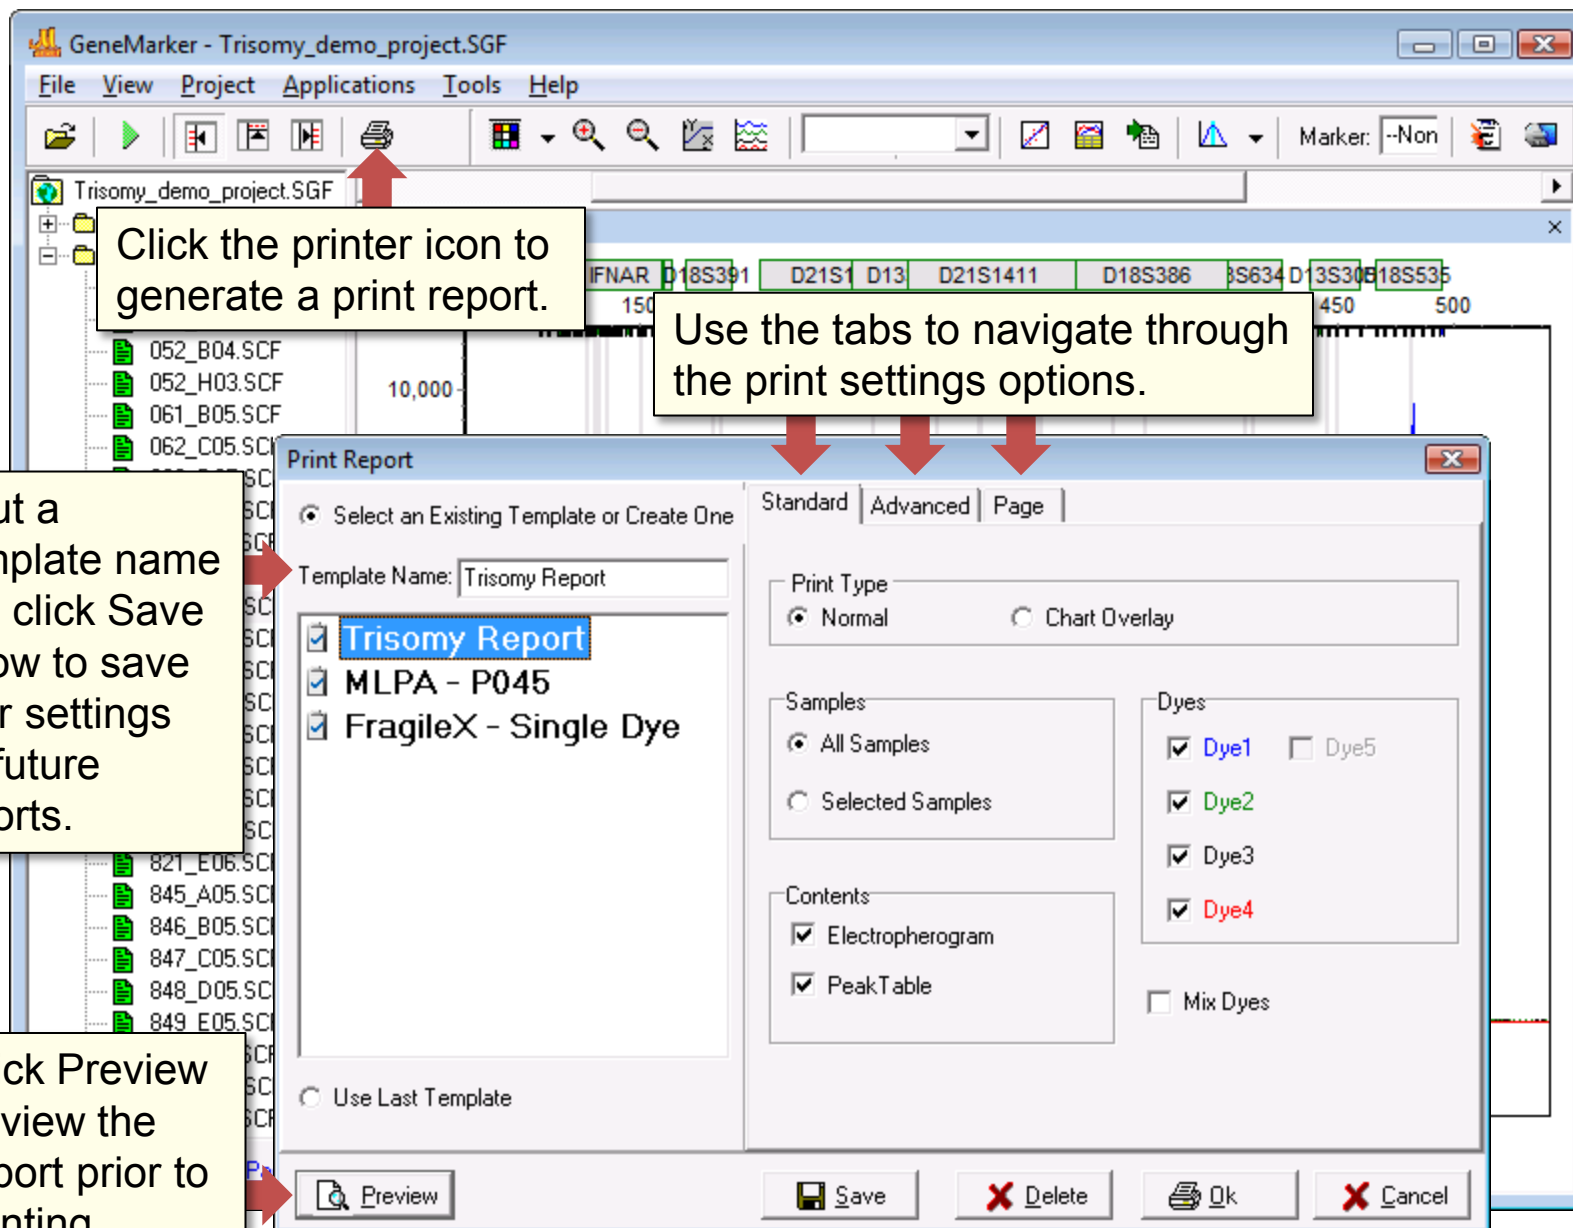 GeneMarker - Trisomy_demo_project.SGF
File View Project Applications Tools Help
Marker: --Non
Trisomy_demo_project.SGF
Click the printer icon to
generate a print report.
IFNAR D18S391 D21S1 D13 D21S1411 D18S386 3S634 D13S305 D18S535
150 450 500
Use the tabs to navigate through
the print settings options.
10,000
052_B04.SCF
052_H03.SCF
061_B05.SCF
062_C05.SCF
ut a
mplate name
click Save
ow to save
r settings
future
orts.
821_E06.SCF
845_A05.SCF
846_B05.SCF
847_C05.SCF
848_D05.SC
849_E05.SCF
ck Preview
view the
port prior to
nting
Print Report
Select an Existing Template or Create One
Template Name: Trisomy Report
Trisomy Report
MLPA - P045
FragileX - Single Dye
Use Last Template
Standard Advanced Page
Print Type
Normal Chart Overlay
Samples
All Samples
Selected Samples
Contents
Electropherogram
PeakTable
Dyes
Dye1 Dye5
Dye2
Dye3
Dye4
Mix Dyes
Preview Save Delete Ok Cancel